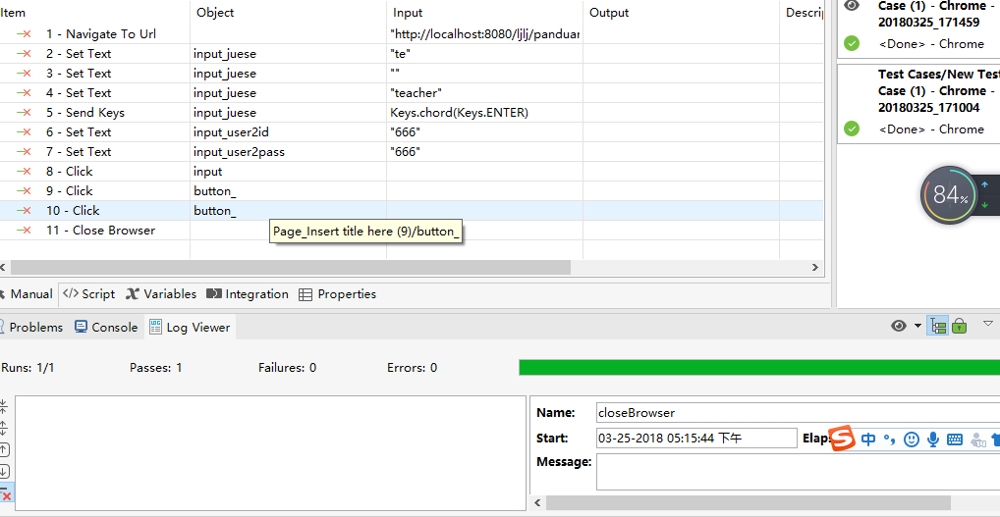 Item Object Input Output Descrip
1 - Navigate To Url "http://localhost:8080/ljlj/panduar
2 - Set Text input_juese "te"
3 - Set Text input_juese ""
4 - Set Text input_juese "teacher"
5 - Send Keys input_juese Keys.chord(Keys.ENTER)
6 - Set Text input_user2id "666"
7 - Set Text input_user2pass "666"
8 - Click input
9 - Click button_
10 - Click button_
11 - Close Browser
Page_Insert title here (9)/button_
Case (1) - Chrome -
20180325_171459
<Done> - Chrome
Test Cases/New Test
Case (1) - Chrome -
20180325_171004
<Done> - Chrome
84%
Manual Script Variables Integration Properties
Problems Console Log Viewer
Runs: 1/1 Passes: 1 Failures: 0 Errors: 0
Name: closeBrowser
Start: 03-25-2018 05:15:44 下午 Elap
中
Message: